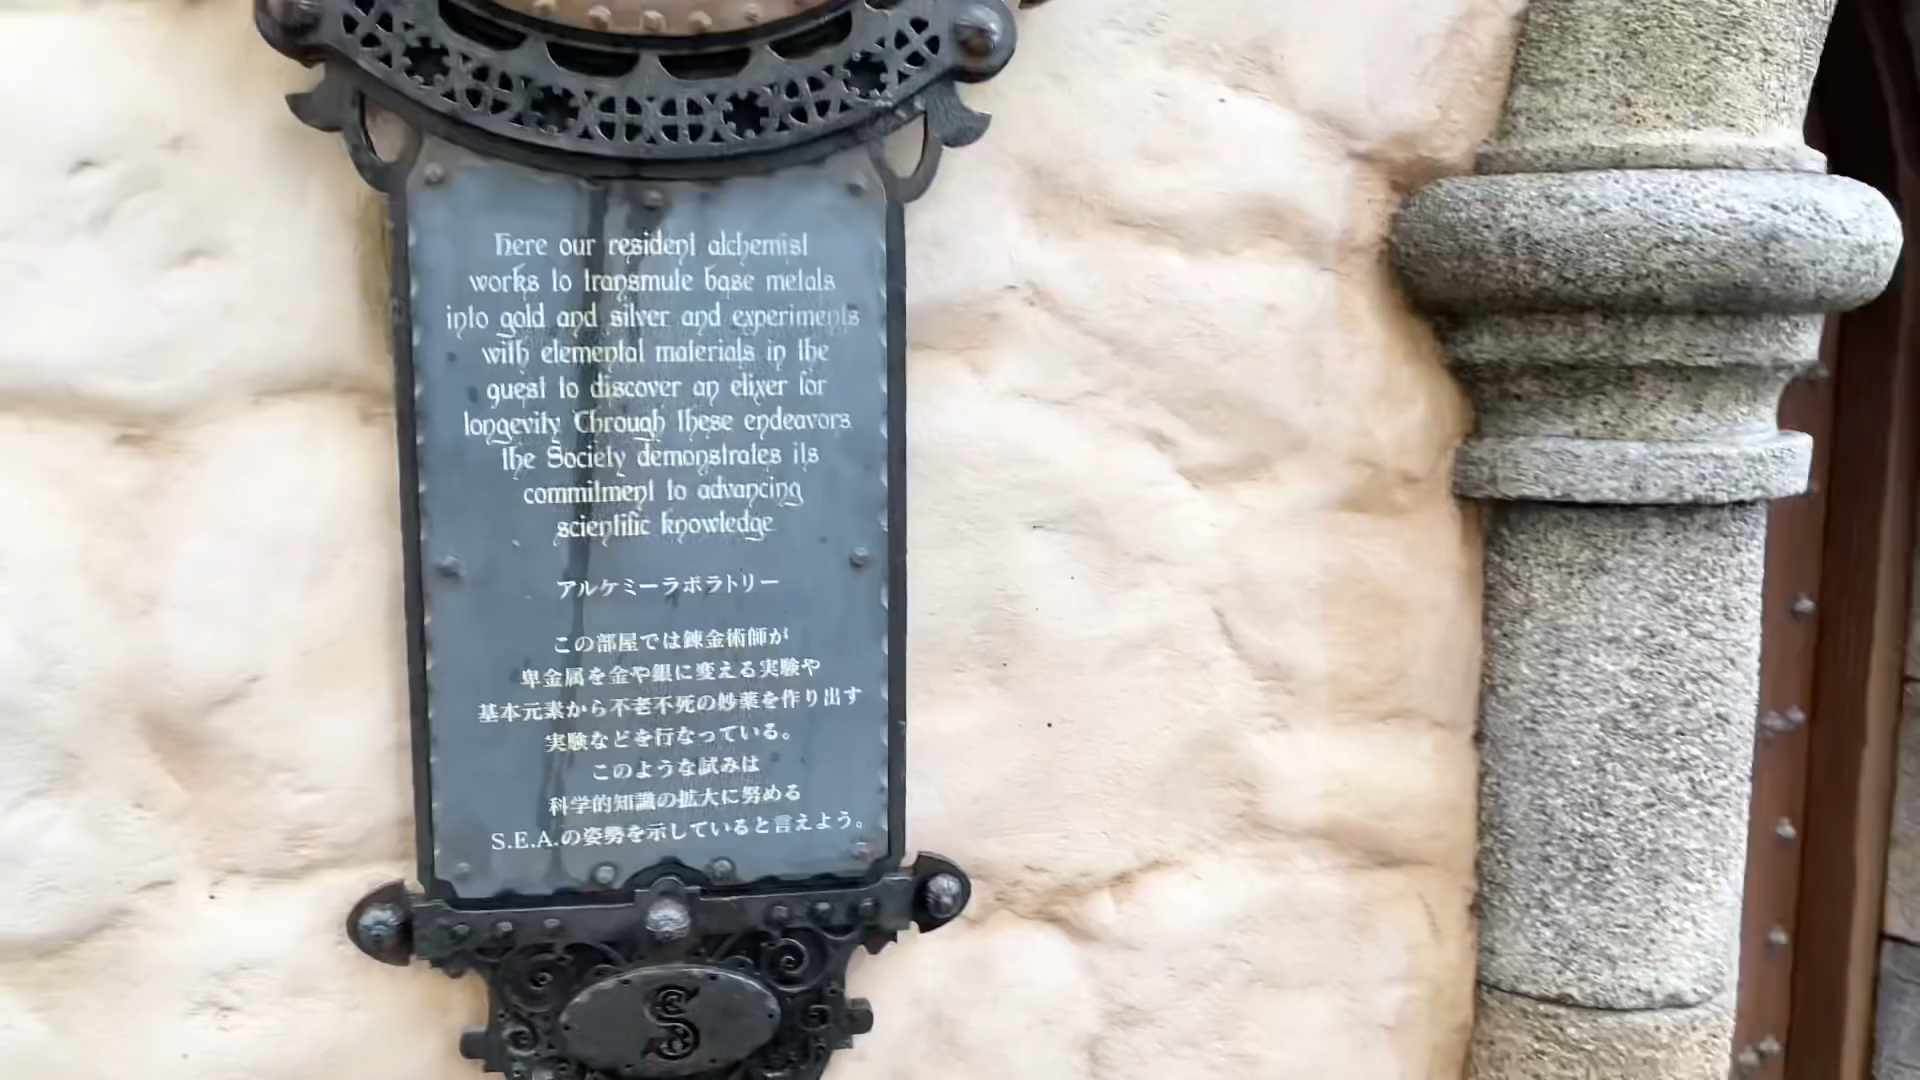 Here our resident alchemist
works to transmute base metals
into gold and silver and experiments
with elemental materials in the
quest to discover an elixer for
longevity. Through these endeavors
the Society demonstrates its
commitment to advancing
scientific knowledge.
アルケミーラボラトリー
この部屋では錬金術師が
卑金属を金や銀に変える実験や
基本元素から不老不死の妙薬を作り出す
実験などを行なっている。
このような試みは
科学的知識の拡大に努める
S.E.A.の姿勢を示していると言えよう。
S